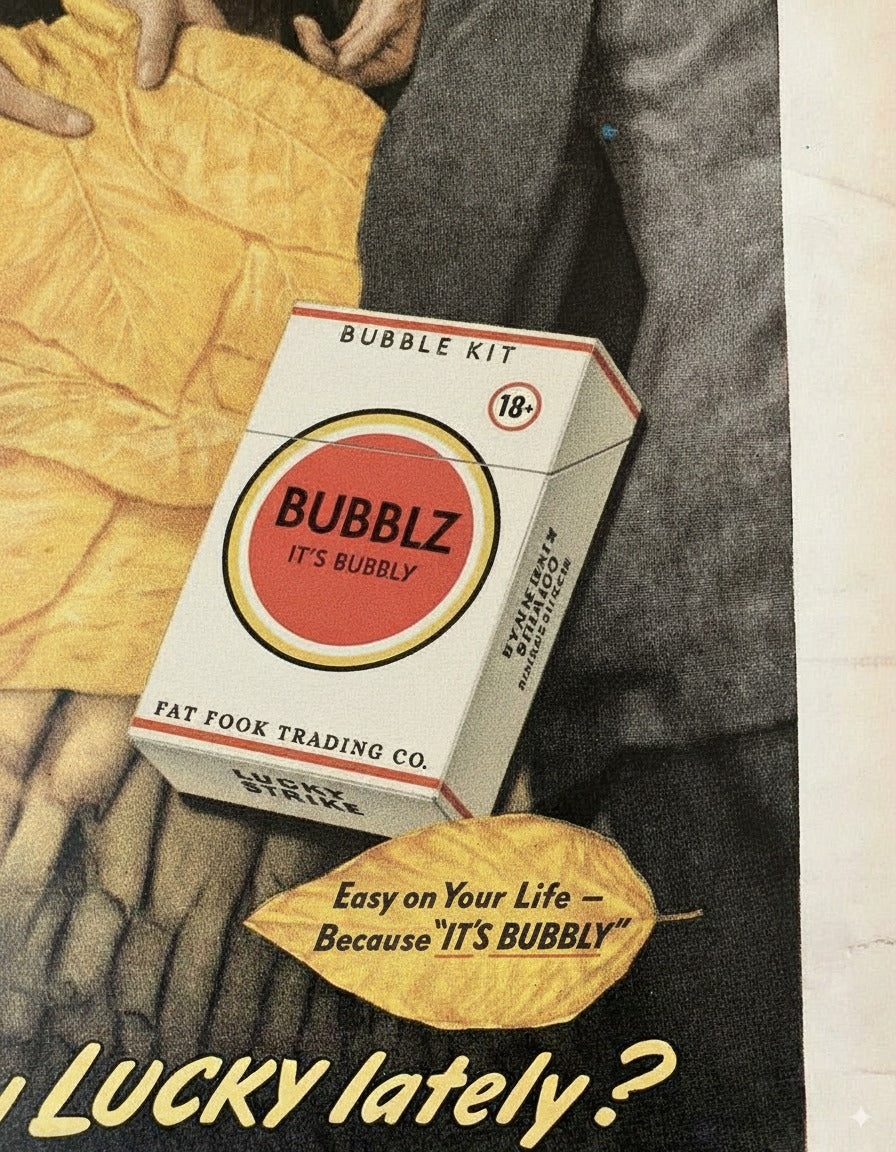 BUBBLE KIT
18+
BUBBLZ
IT'S BUBBLY
FAT FOOK TRADING CO.
LUCKY
STRIKE
Easy on Your Life –
Because "IT'S BUBBLY"
LUCKY lately?